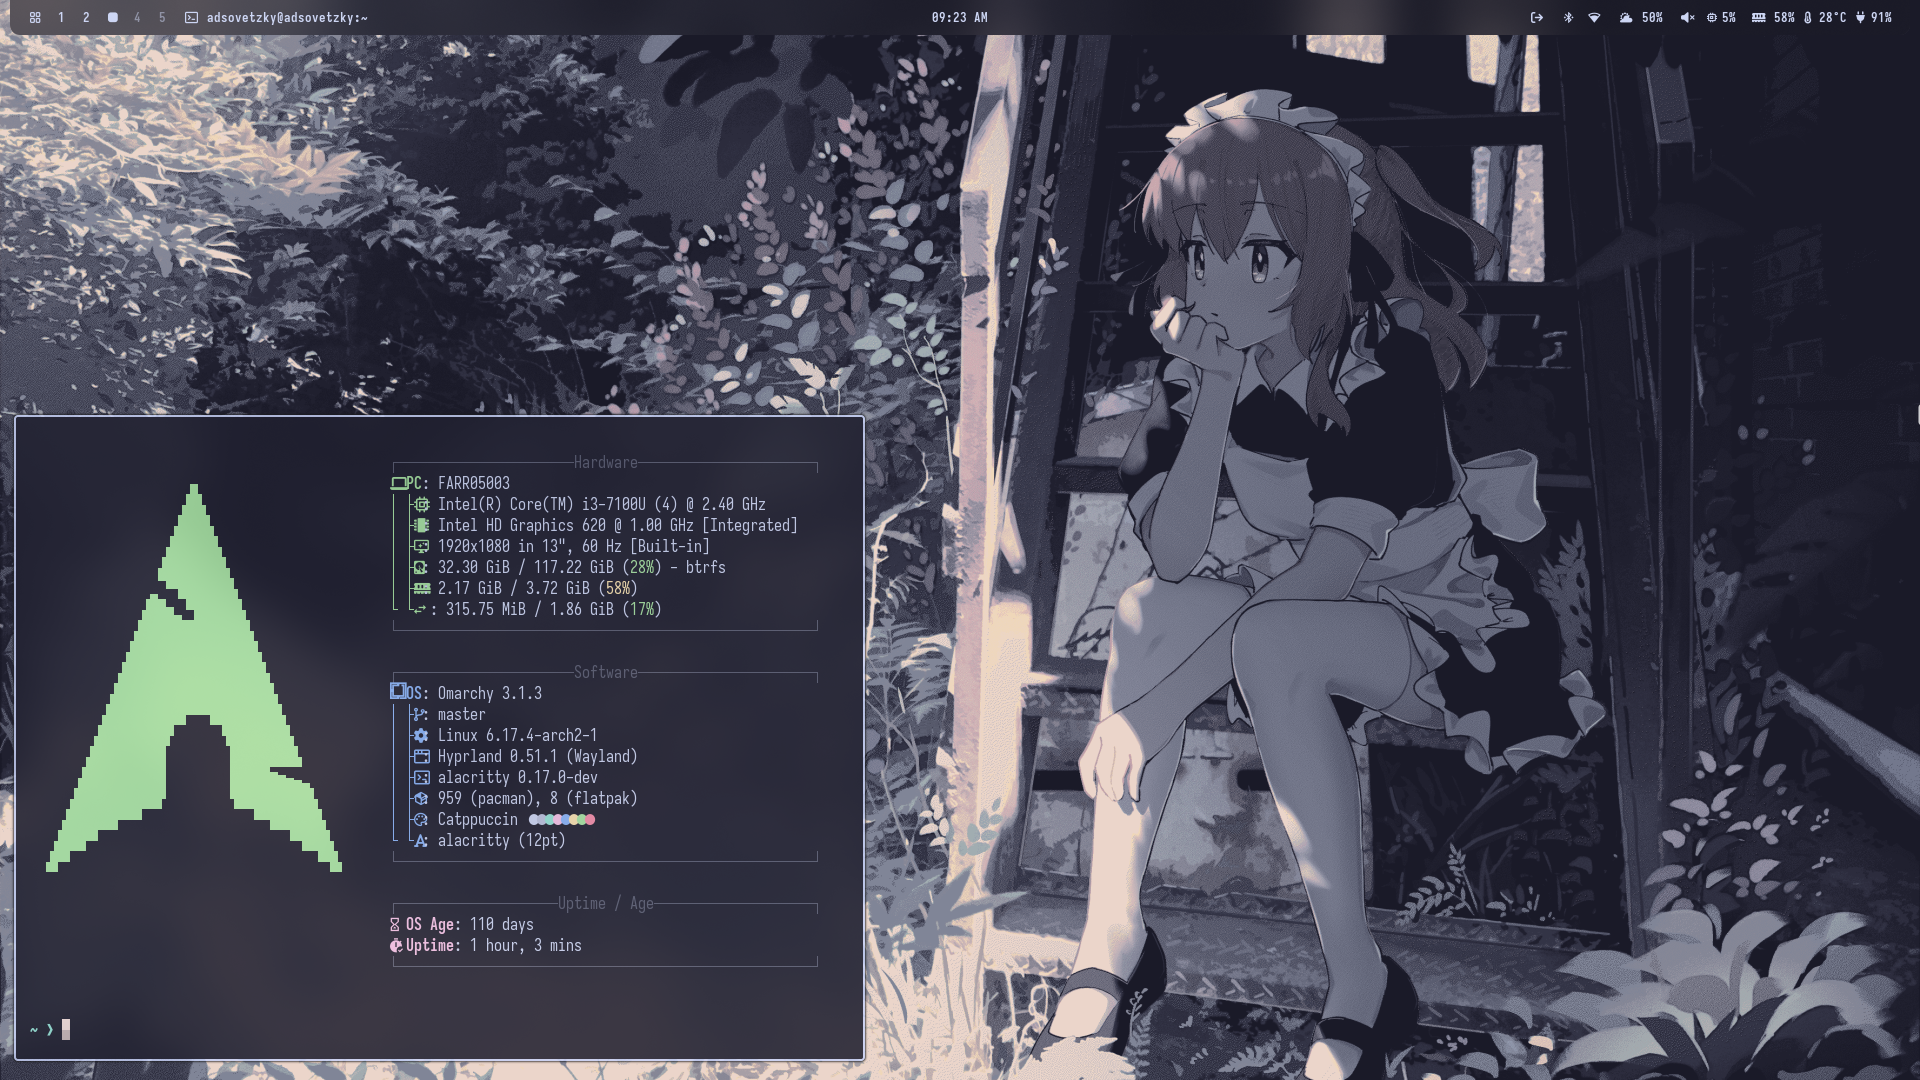 1 2 4 5 adsovetzky@adsovetzky:~ 09:23 AM 50% 5% 58% 28°C 91%
Hardware
PC: FARR05003
Intel(R) Core(TM) i3-7100U (4) @ 2.40 GHz
Intel HD Graphics 620 @ 1.00 GHz [Integrated]
1920x1080 in 13", 60 Hz [Built-in]
32.30 GiB / 117.22 GiB (28%) - btrfs
2.17 GiB / 3.72 GiB (58%)
: 315.75 MiB / 1.86 GiB (17%)
Software
OS: Omarchy 3.1.3
: master
Linux 6.17.4-arch2-1
Hyprland 0.51.1 (Wayland)
alacritty 0.17.0-dev
959 (pacman), 8 (flatpak)
Catppuccin
alacritty (12pt)
Uptime / Age
OS Age: 110 days
Uptime: 1 hour, 3 mins
~ ❯